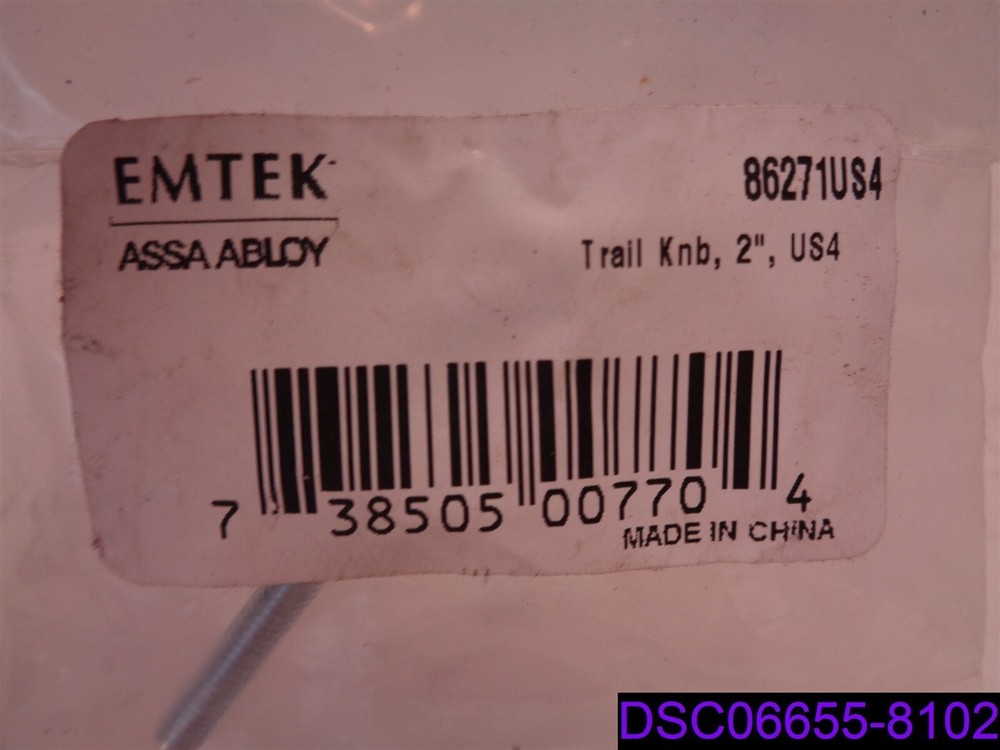 EMTEK
86271US4
ASSA ABLOY
Trail Knb, 2", US4
7 38505 00770 4
MADE IN CHINA
DSC06655-8102